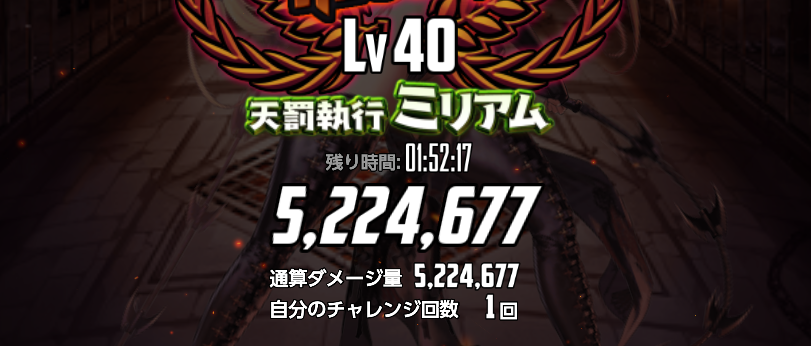 Lv40
天罰執行 ミリアム
残り時間: 01:52:17
5,224,677
通算ダメージ量 5,224,677
自分のチャレンジ回数 1回